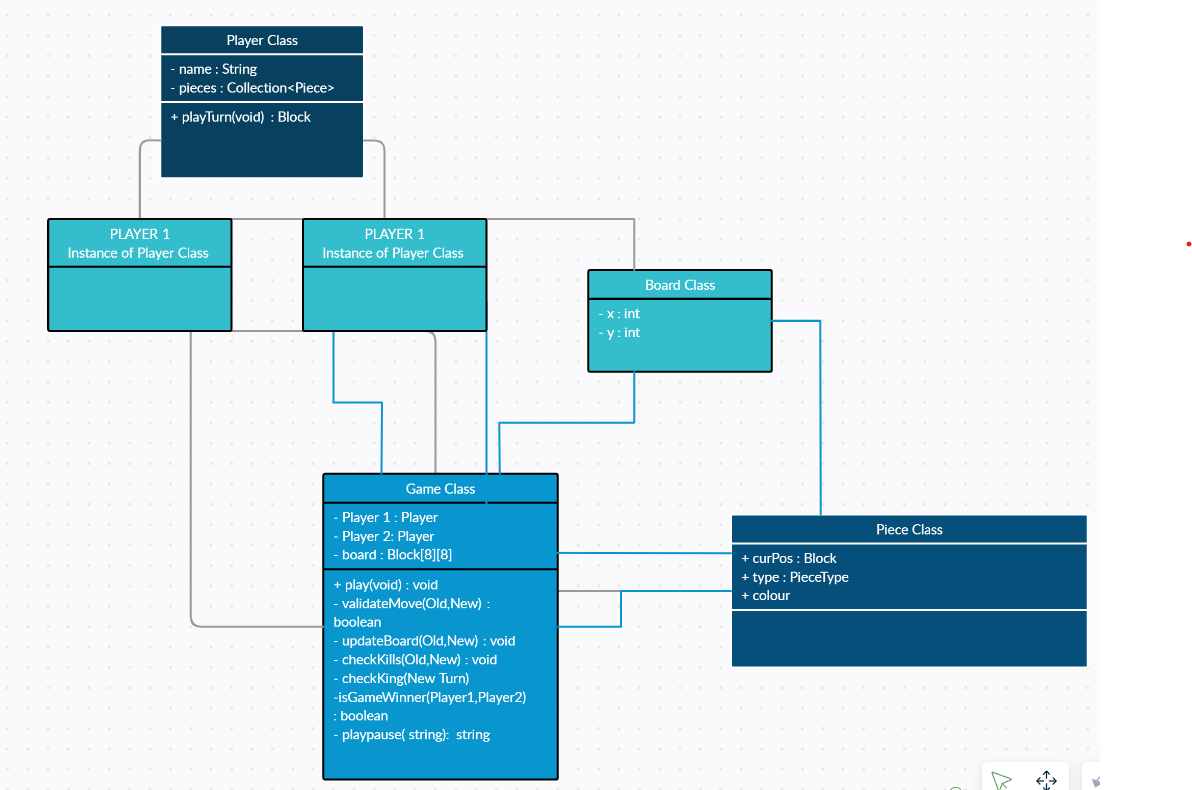 Player Class
- name : String
- pieces : Collection<Piece>
+ playTurn(void)  : Block
PLAYER 1
Instance of Player Class
PLAYER 1
Instance of Player Class
Board Class
- x : int
- y : int
Game Class
- Player 1 : Player
- Player 2: Player
- board : Block[8][8]
+ play(void) : void
- validateMove(Old,New) :
boolean
- updateBoard(Old,New) : void
- checkKills(Old,New) : void
- checkKing(New Turn)
-isGameWinner(Player1,Player2)
: boolean
- playpause( string):  string
Piece Class
+ curPos : Block
+ type : PieceType
+ colour